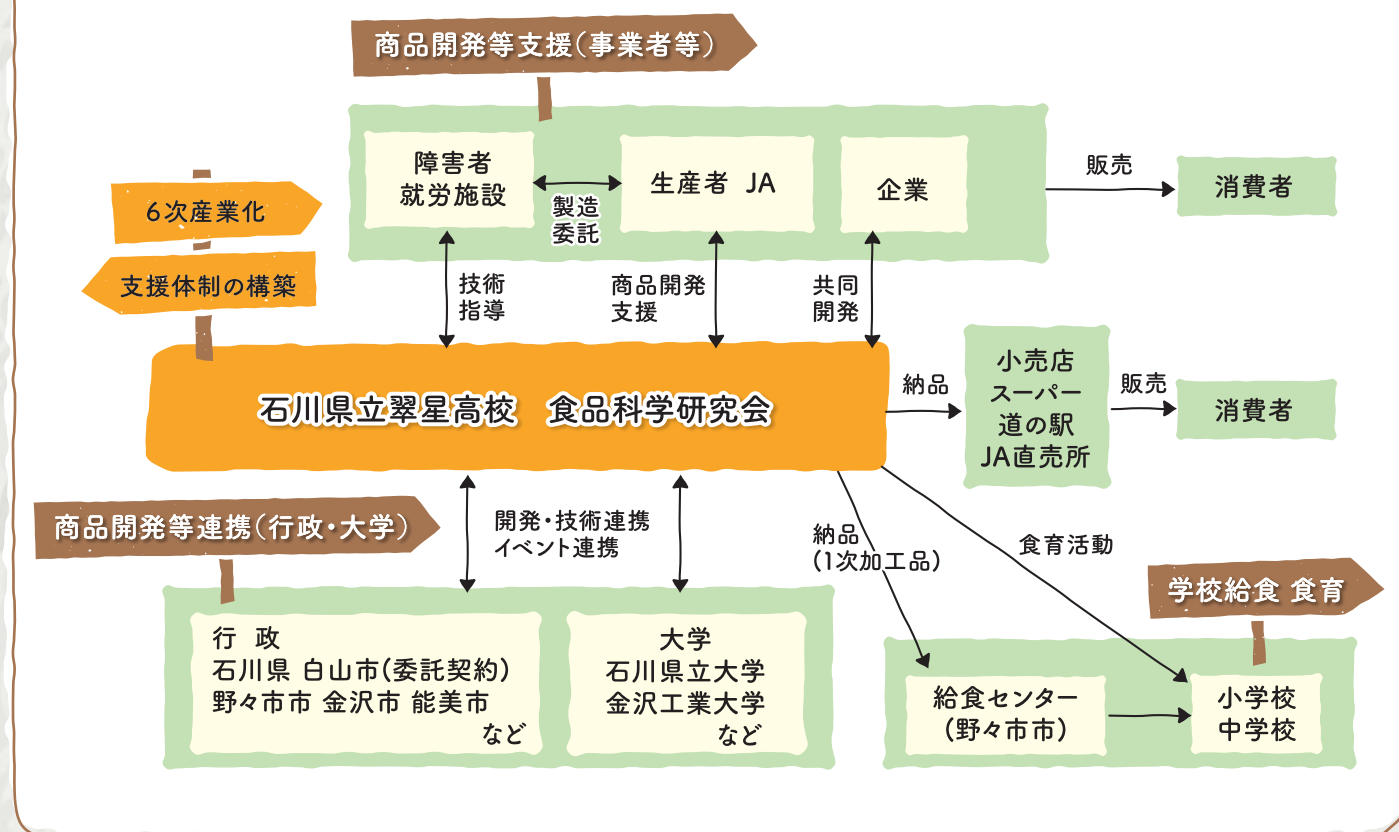 商品開発等支援（事業者等）
障害者
就労施設
製造
委託
生産者 JA
企業
販売
消費者
6次産業化
支援体制の構築
技術
指導
商品開発
支援
共同
開発
石川県立翠星高校　食品科学研究会
納品
小売店
スーパー
道の駅
JA直売所
販売
消費者
商品開発等連携（行政・大学）
開発・技術連携
イベント連携
納品
（1次加工品）
食育活動
学校給食 食育
行 政
石川県 白山市（委託契約）
野々市市 金沢市 能美市
など
大学
石川県立大学
金沢工業大学
など
給食センター
（野々市市）
小学校
中学校